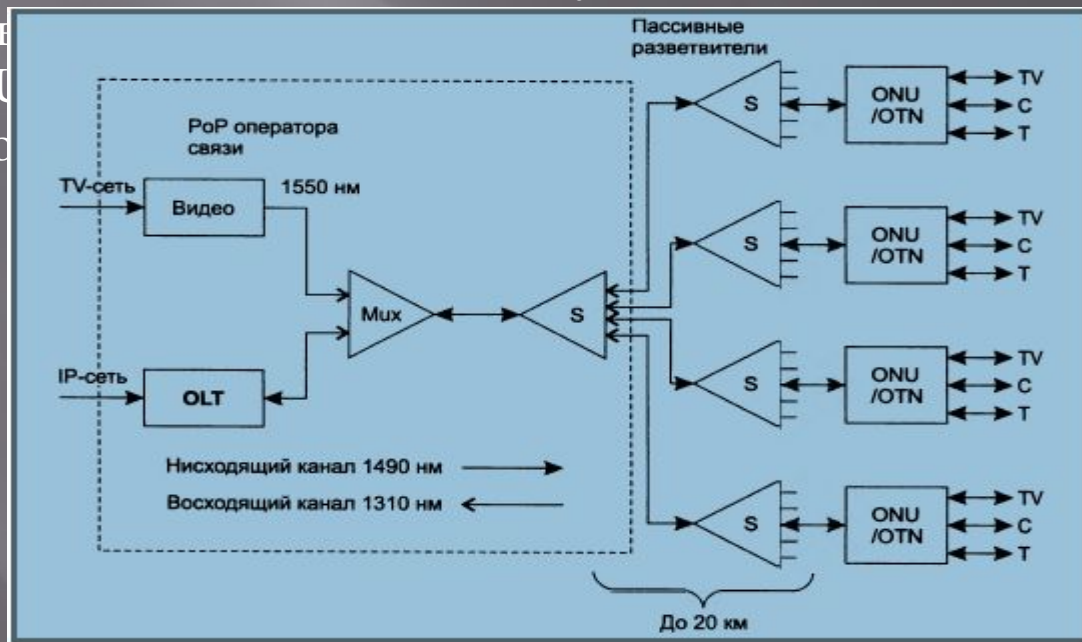 Пассивные
разветвители
PoP оператора
связи
TV-сеть
Видео
1550 нм
Mux
S
IP-сеть
OLT
Нисходящий канал 1490 нм
Восходящий канал 1310 нм
S
ONU
/OTN
TV
C
T
S
ONU
/OTN
TV
C
T
S
ONU
/OTN
TV
C
T
S
ONU
/OTN
TV
C
T
До 20 км